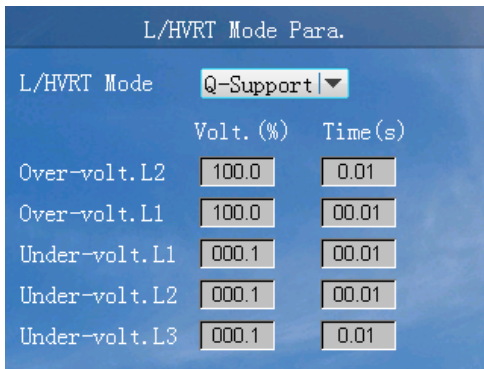 L/HVRT Mode Para.
L/HVRT Mode Q-Support
Volt.(%) Time(s)
Over-volt.L2 100.0 0.01
Over-volt.L1 100.0 00.01
Under-volt.L1 000.1 00.01
Under-volt.L2 000.1 00.01
Under-volt.L3 000.1 0.01